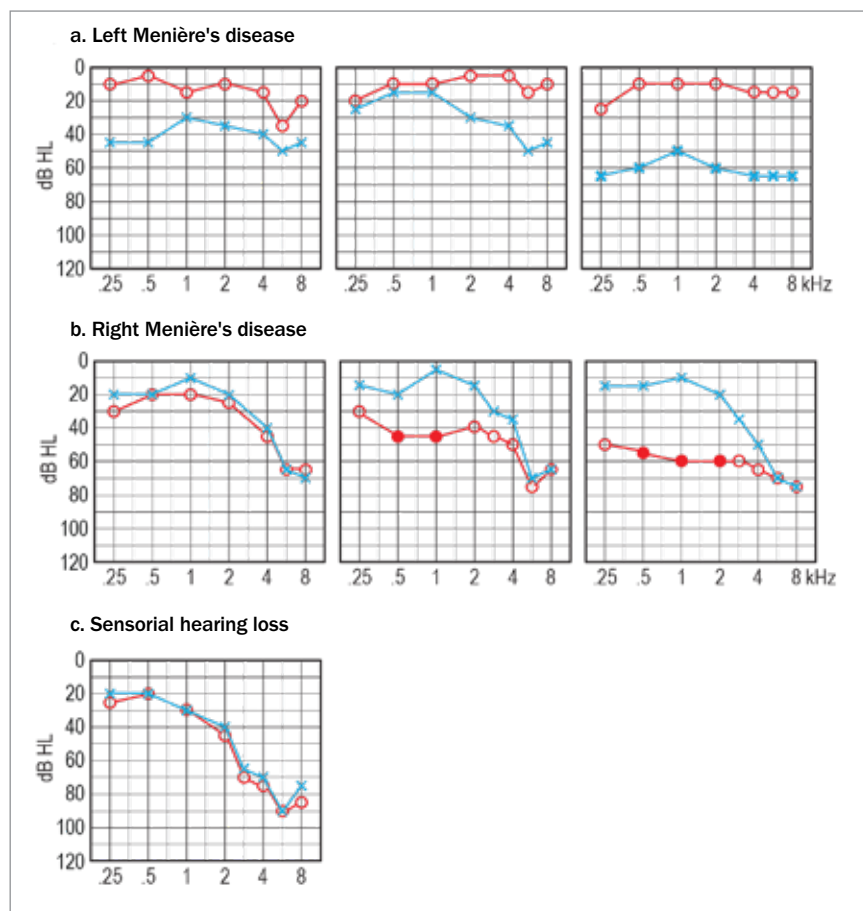 a. Left Menière's disease
0
20
40
60
80
100
120
dB HL
.25 .5 1 2 4 8
.25 .5 1 2 4 8
.25 .5 1 2 4 8 kHz
b. Right Menière's disease
0
20
40
60
80
100
120
dB HL
.25 .5 1 2 4 8
.25 .5 1 2 4 8
.25 .5 1 2 4 8 kHz
c. Sensorial hearing loss
0
20
40
60
80
100
120
dB HL
.25 .5 1 2 4 8